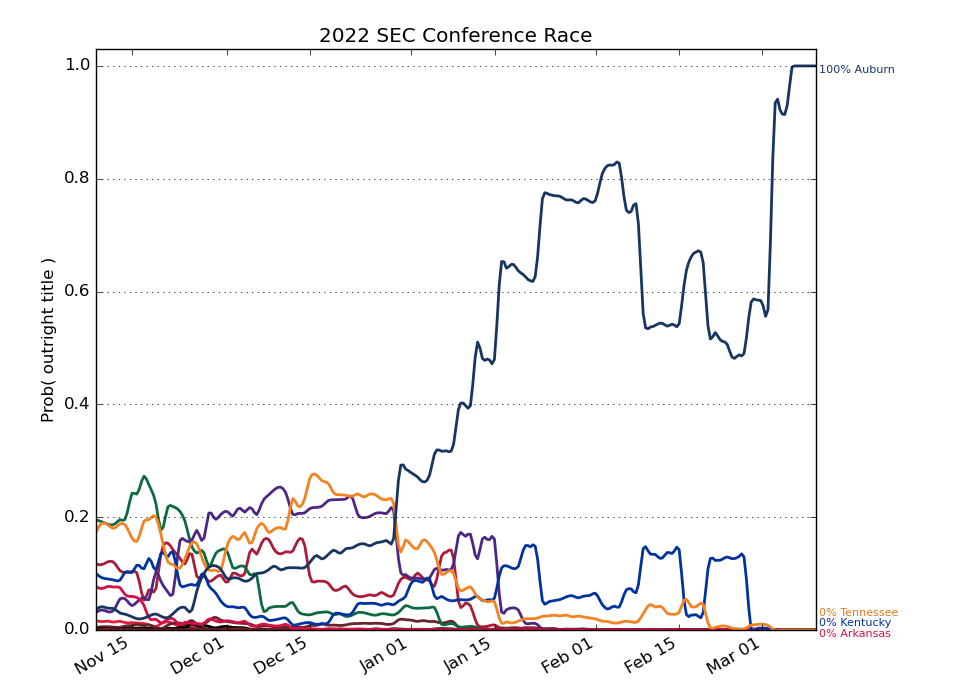 2022 SEC Conference Race
Prob( outright title )
1.0
0.8
0.6
0.4
0.2
0.0
Nov 15
Dec 01
Dec 15
Jan 01
Jan 15
Feb 01
Feb 15
Mar 01
100% Auburn
0% Tennessee
0% Kentucky
0% Arkansas